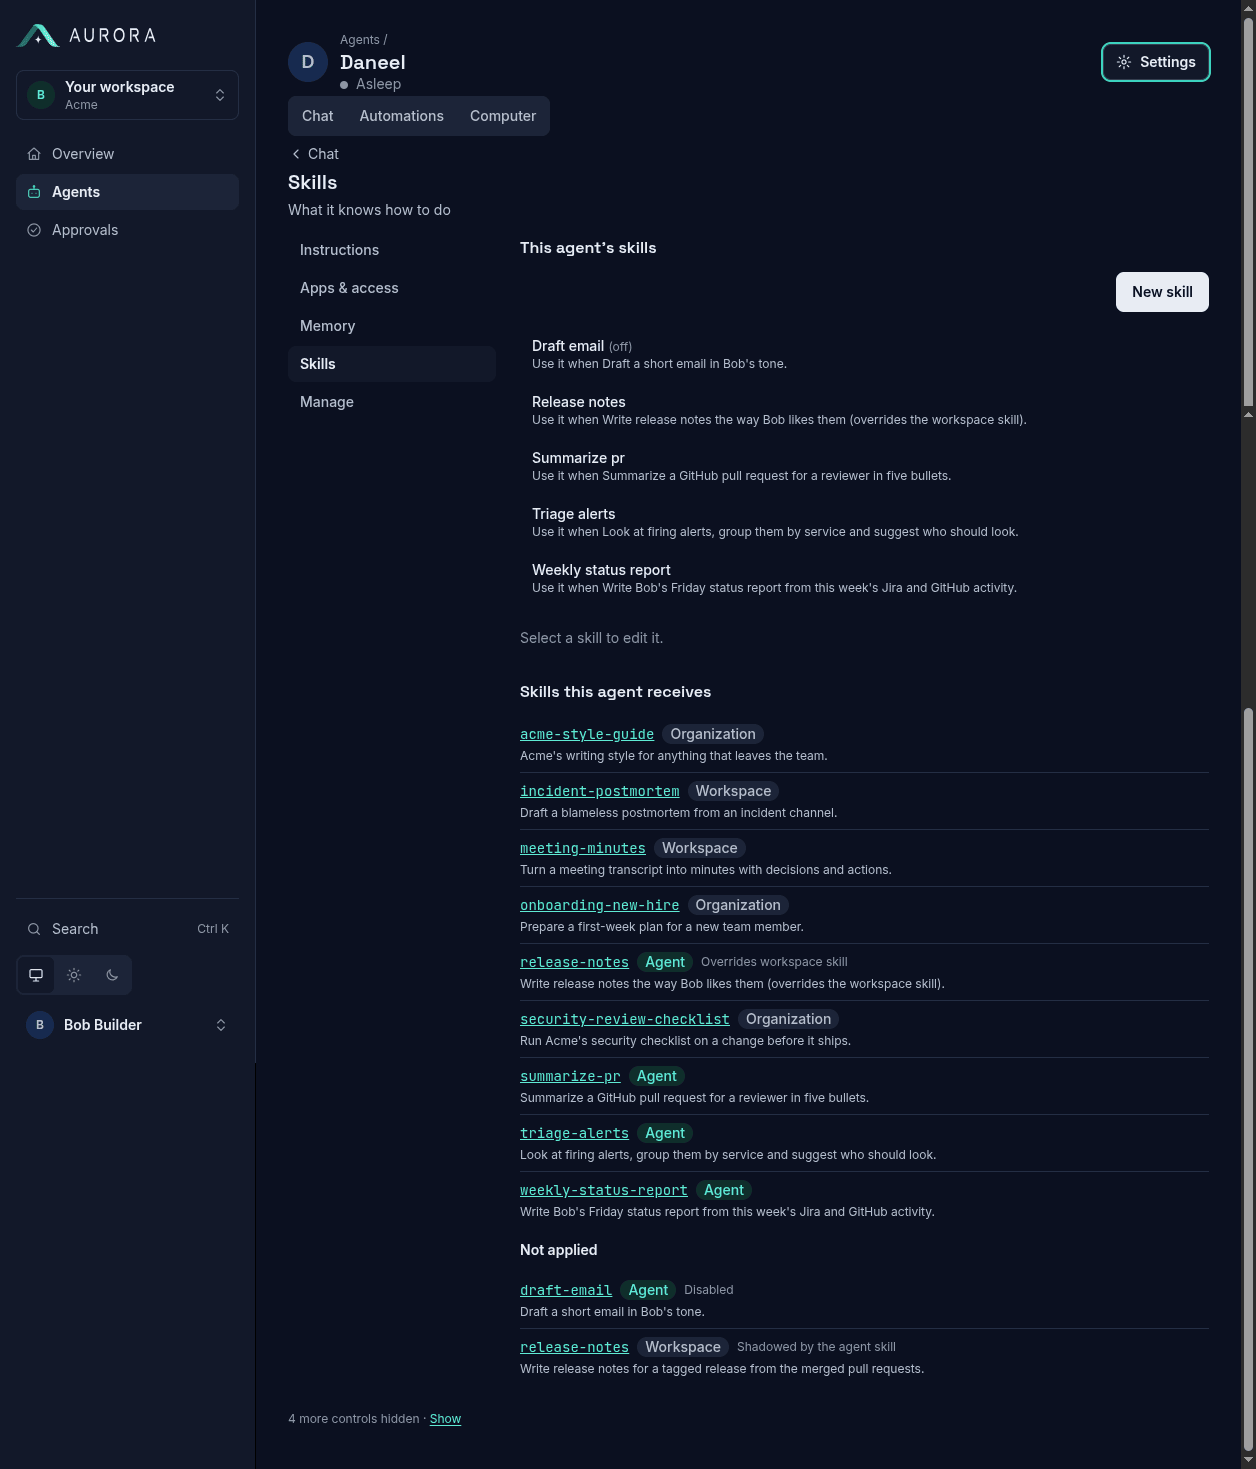 AURORA
B
Your workspace
Acme
Overview
Agents
Approvals
Search
Ctrl K
B
Bob Builder
Agents /
D
Daneel
Asleep
Settings
Chat
Automations
Computer
Chat
Skills
What it knows how to do
Instructions
Apps & access
Memory
Skills
Manage
This agent's skills
New skill
Draft email (off)
Use it when Draft a short email in Bob's tone.
Release notes
Use it when Write release notes the way Bob likes them (overrides the workspace skill).
Summarize pr
Use it when Summarize a GitHub pull request for a reviewer in five bullets.
Triage alerts
Use it when Look at firing alerts, group them by service and suggest who should look.
Weekly status report
Use it when Write Bob's Friday status report from this week's Jira and GitHub activity.
Select a skill to edit it.
Skills this agent receives
acme-style-guide Organization
Acme's writing style for anything that leaves the team.
incident-postmortem Workspace
Draft a blameless postmortem from an incident channel.
meeting-minutes Workspace
Turn a meeting transcript into minutes with decisions and actions.
onboarding-new-hire Organization
Prepare a first-week plan for a new team member.
release-notes Agent Overrides workspace skill
Write release notes the way Bob likes them (overrides the workspace skill).
security-review-checklist Organization
Run Acme's security checklist on a change before it ships.
summarize-pr Agent
Summarize a GitHub pull request for a reviewer in five bullets.
triage-alerts Agent
Look at firing alerts, group them by service and suggest who should look.
weekly-status-report Agent
Write Bob's Friday status report from this week's Jira and GitHub activity.
Not applied
draft-email Agent Disabled
Draft a short email in Bob's tone.
release-notes Workspace Shadowed by the agent skill
Write release notes for a tagged release from the merged pull requests.
4 more controls hidden · Show